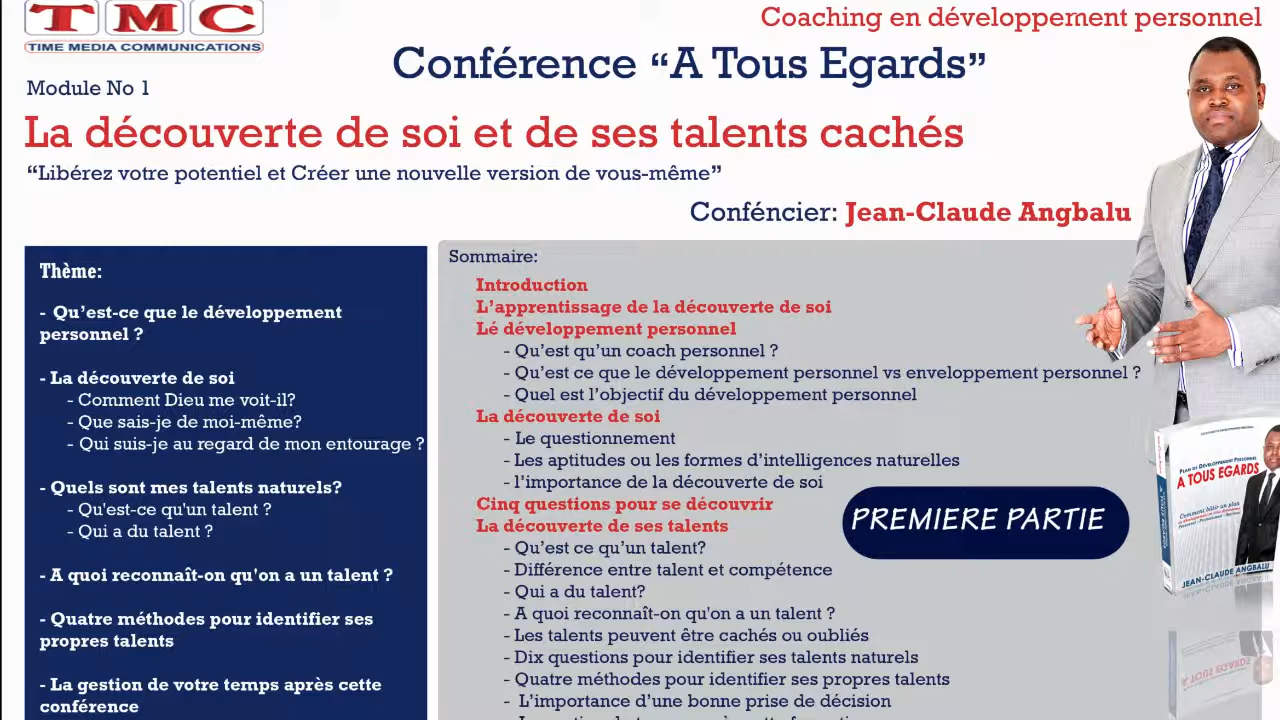 TMC
TIME MEDIA COMMUNICATIONS
Coaching en développement personnel
Conférence “A Tous Egards”
Module No 1
La découverte de soi et de ses talents cachés
“Libérez votre potentiel et Créer une nouvelle version de vous-même”
Conféncier: Jean-Claude Angbalu
Thème:
- Qu’est-ce que le développement
personnel ?
- La découverte de soi
- Comment Dieu me voit-il?
- Que sais-je de moi-même?
- Qui suis-je au regard de mon entourage ?
- Quels sont mes talents naturels?
- Qu'est-ce qu'un talent ?
- Qui a du talent ?
- A quoi reconnaît-on qu’on a un talent ?
- Quatre méthodes pour identifier ses
propres talents
- La gestion de votre temps après cette
conférence
Sommaire:
Introduction
L’apprentissage de la découverte de soi
Lé développement personnel
- Qu’est qu’un coach personnel ?
- Qu’est ce que le développement personnel vs enveloppement personnel ?
- Quel est l’objectif du développement personnel
La découverte de soi
- Le questionnement
- Les aptitudes ou les formes d’intelligences naturelles
- l’importance de la découverte de soi
Cinq questions pour se découvrir
La découverte de ses talents
- Qu’est ce qu’un talent?
- Différence entre talent et compétence
- Qui a du talent?
- A quoi reconnaît-on qu'on a un talent ?
- Les talents peuvent être cachés ou oubliés
- Dix questions pour identifier ses talents naturels
- Quatre méthodes pour identifier ses propres talents
- L’importance d’une bonne prise de décision
PREMIERE PARTIE
PLAN DE DÉVELOPPEMENT PERSONNEL
A TOUS EGARDS
Comment bâtir un plan
JEAN-CLAUDE ANGBALU